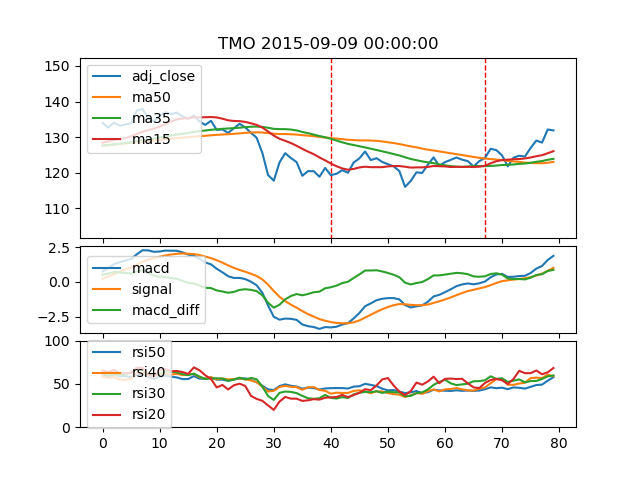 TMO 2015-09-09 00:00:00
150
140
130
120
110
adj_close
ma50
ma35
ma15
2.5
0.0
−2.5
macd
signal
macd_diff
100
50
0
rsi50
rsi40
rsi30
rsi20
0 10 20 30 40 50 60 70 80